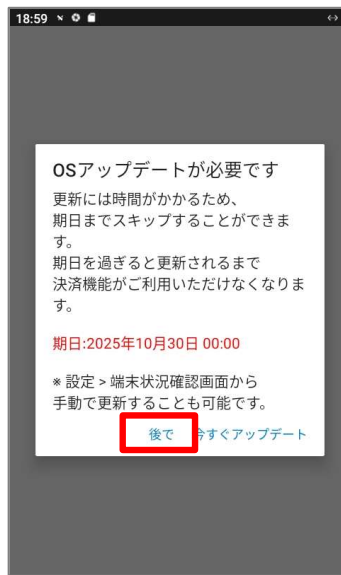 18:59
OSアップデートが必要です
更新には時間がかかるため、
期日までスキップすることができま
す。
期日を過ぎると更新されるまで
決済機能がご利用いただけなくなりま
す。
期日:2025年10月30日 00:00
※ 設定 > 端末状況確認画面から
手動で更新することも可能です。
後で 今すぐアップデート